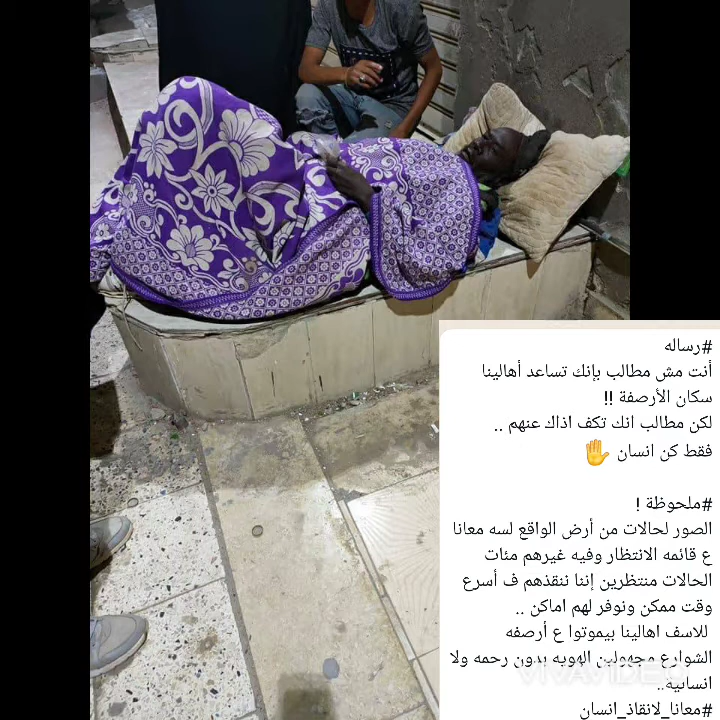 #رساله
أنت مش مطالب بإنك تساعد أهالينا
سكان الأرصفة !!
لكن مطالب انك تكف اذاك عنهم ..
فقط كن انسان ✋
#ملحوظة !
الصور لحالات من أرض الواقع لسه معانا
ع قائمه الانتظار وفيه غيرهم مئات
الحالات منتظرين إننا ننقذهم ف أسرع
وقت ممكن ونوفر لهم اماكن ..
للاسف اهالينا بيموتوا ع أرصفه
الشوارع مجهولين الهويه بدون رحمه ولا
انسانية..
VIVAVIDEO
#معانا_لانقاذ_انسان